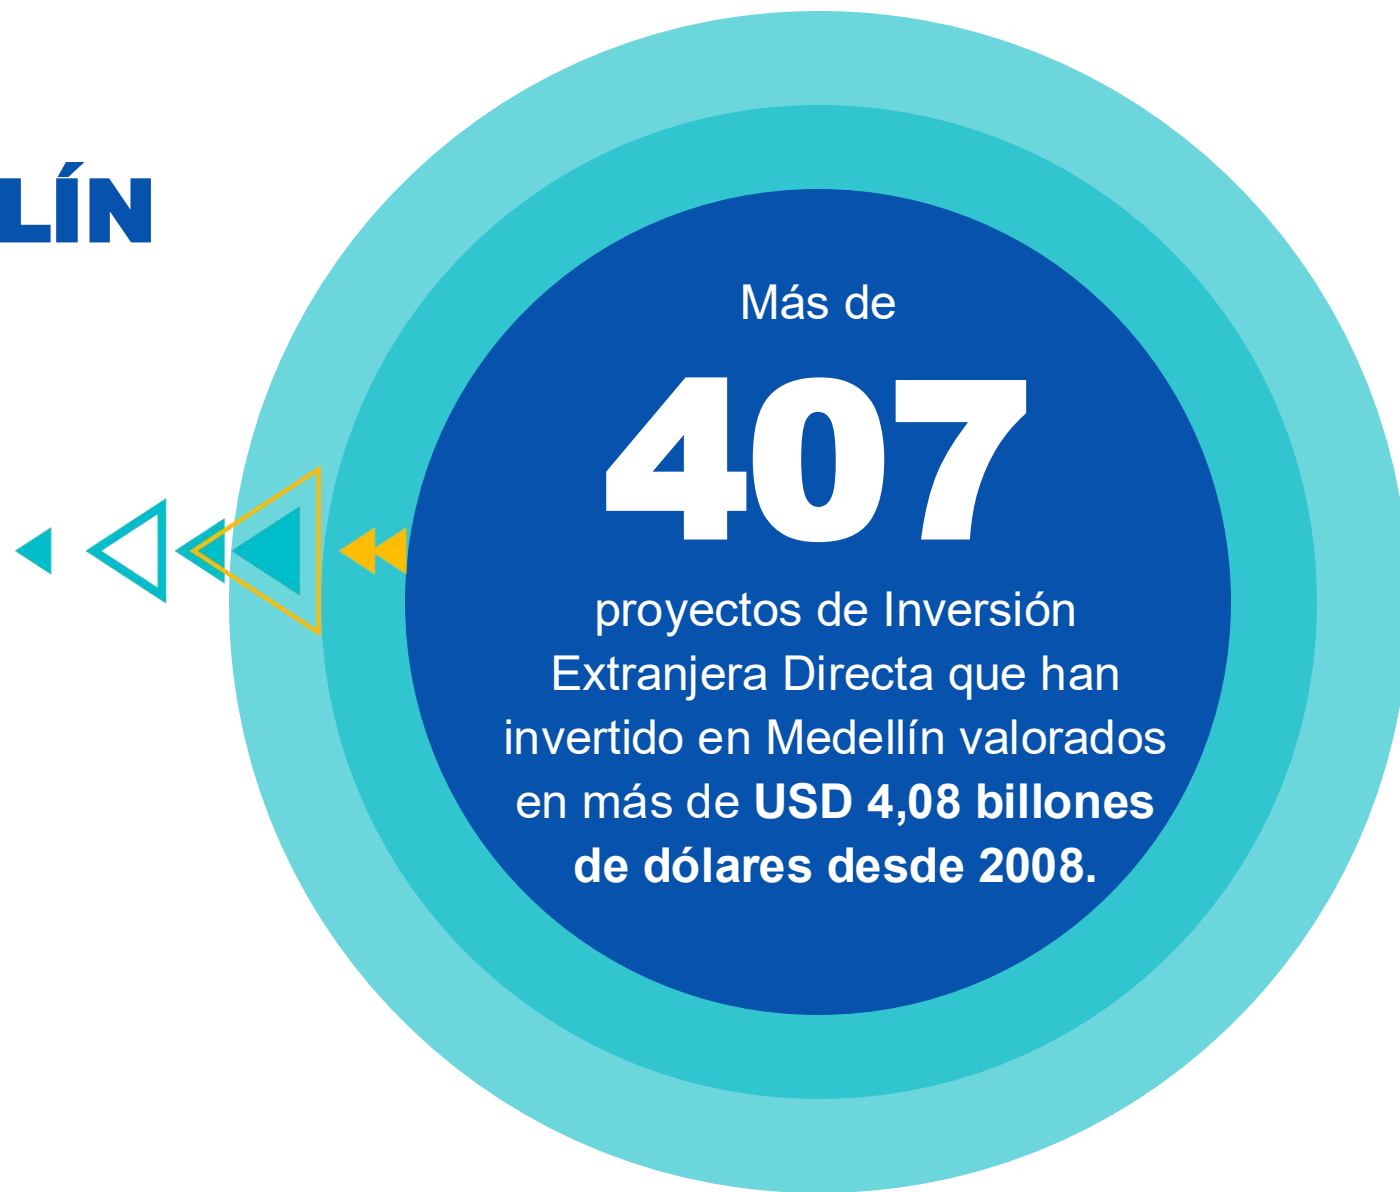 LÍN
Más de
407
proyectos de Inversión
Extranjera Directa que han
invertido en Medellín valorados
en más de USD 4,08 billones
de dólares desde 2008.